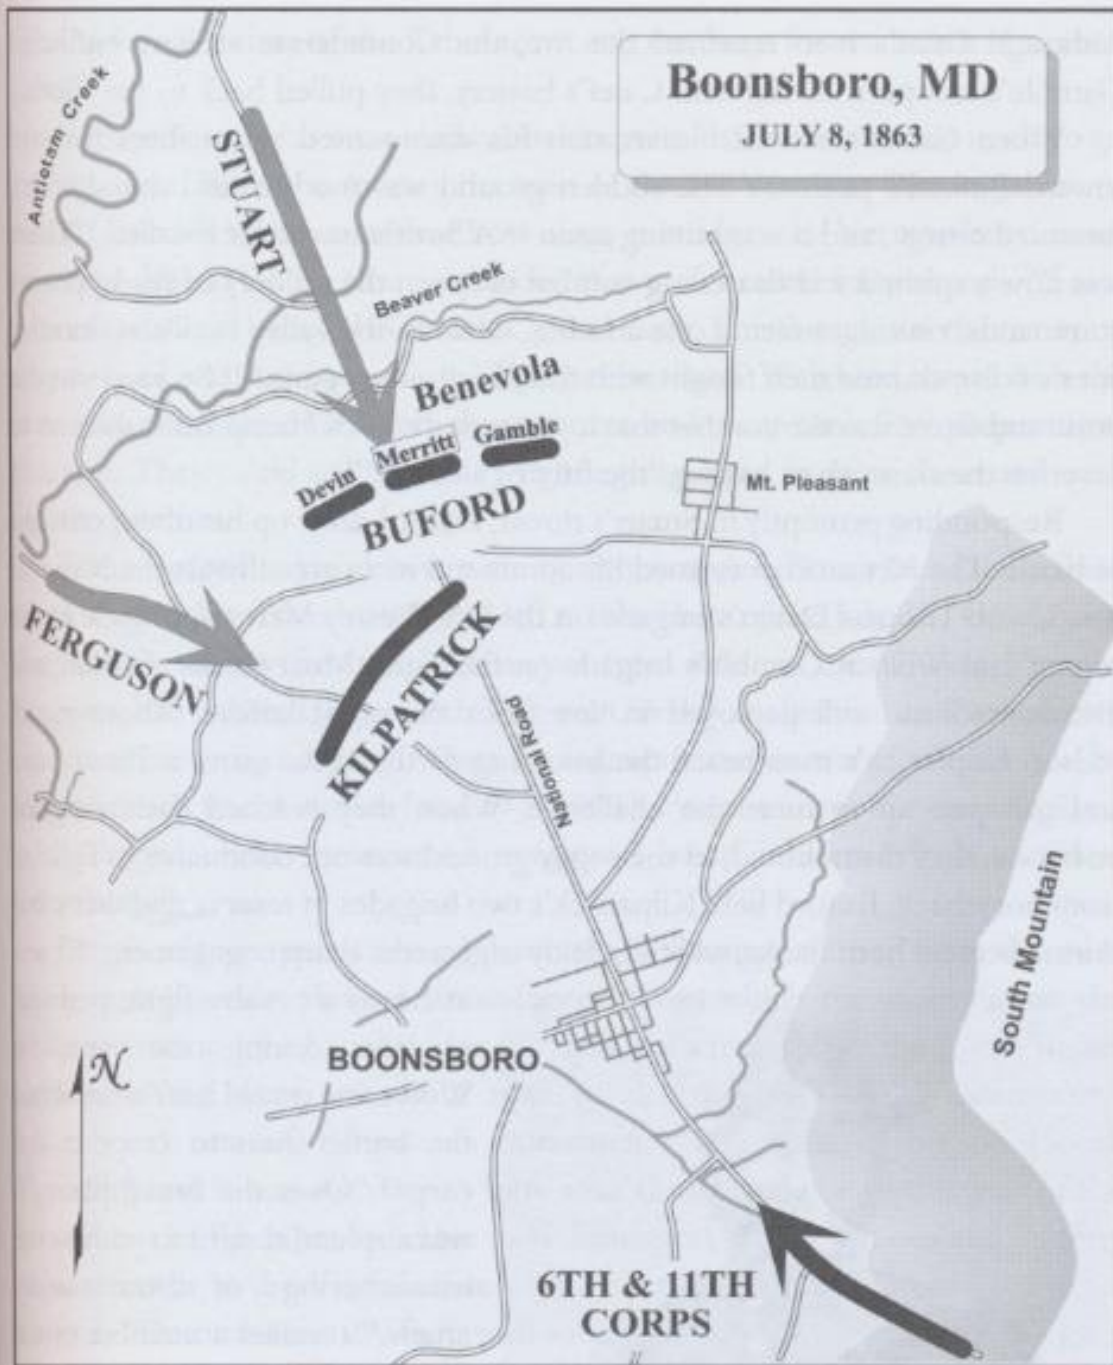 Boonsboro, MD
JULY 8, 1863
Antietam Creek
STUART
Beaver Creek
Benevola
Devin
Merritt
Gamble
BUFORD
Mt. Pleasant
FERGUSON
KILPATRICK
National Road
South Mountain
N
BOONSBORO
6TH & 11TH
CORPS